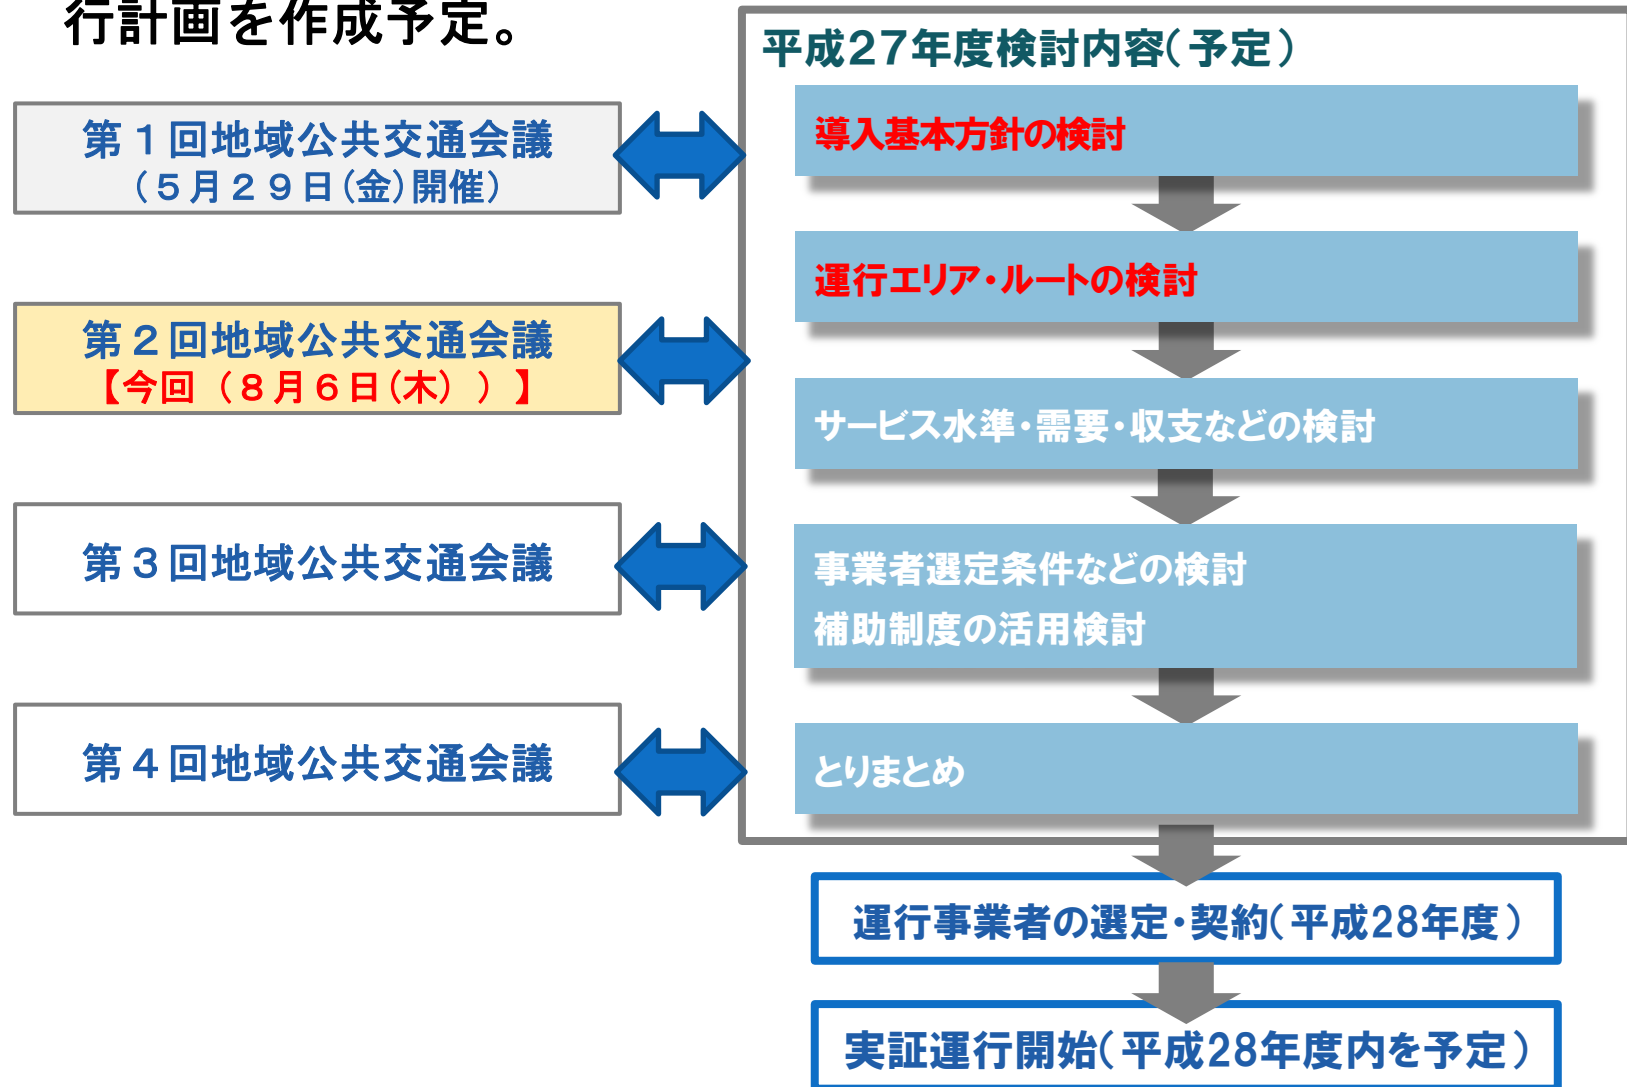 行計画を作成予定。
平成27年度検討内容(予定)
第１回地域公共交通会議
(５月２９日(金)開催)
第２回地域公共交通会議
【今回（８月６日(木)）】
第３回地域公共交通会議
第４回地域公共交通会議
導入基本方針の検討
運行エリア・ルートの検討
サービス水準・需要・収支などの検討
事業者選定条件などの検討
補助制度の活用検討
とりまとめ
運行事業者の選定・契約(平成28年度)
実証運行開始(平成28年度内を予定)